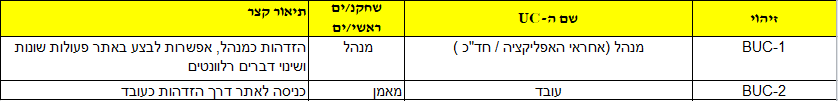 זיהוי	שם ה-UC	שחקנ/ים ראשי/ים	תיאור קצר
BUC-1	מנהל (אחראי האפליקציה / חד"כ )	מנהל	הזדהות כמנהל, אפשרות לבצע באתר פעולות שונות
ושינוי דברים רלוונטים
BUC-2	עובד	מאמן	כניסה לאתר דרך הזדהות כעובד